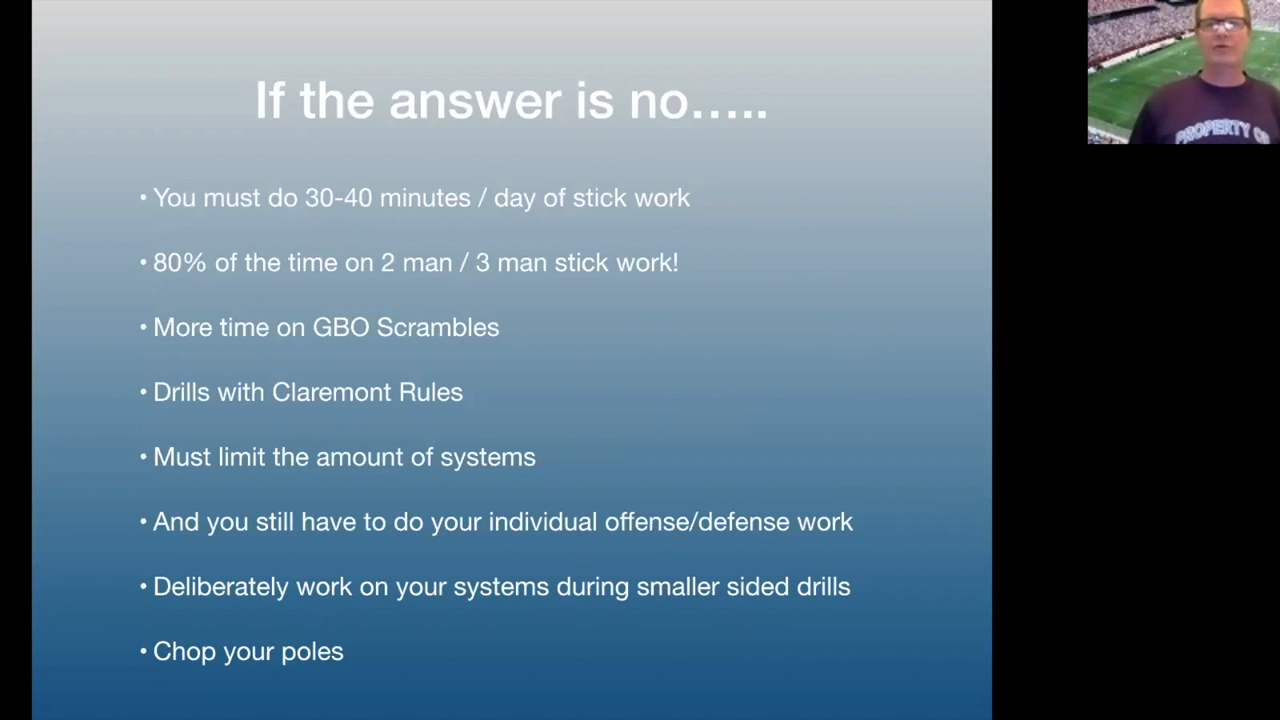 If the answer is no.....
• You must do 30-40 minutes / day of stick work
• 80% of the time on 2 man / 3 man stick work!
• More time on GBO Scrambles
• Drills with Claremont Rules
• Must limit the amount of systems
• And you still have to do your individual offense/defense work
• Deliberately work on your systems during smaller sided drills
• Chop your poles
PROPERTY